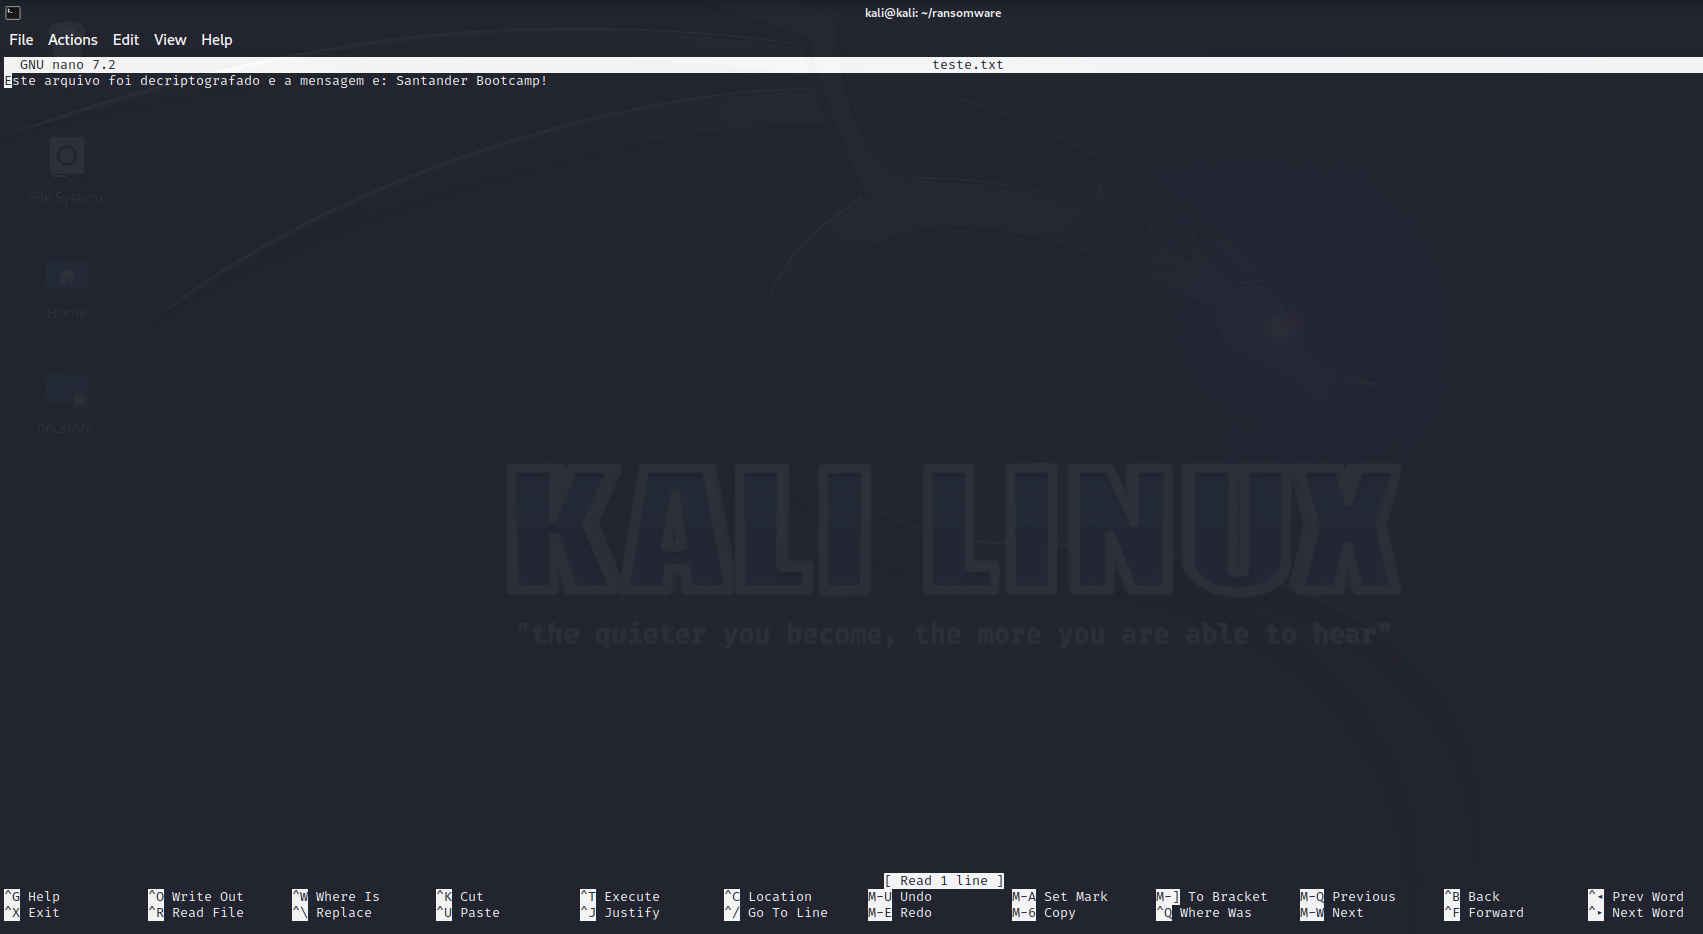 kali@kali: ~/ransomware
File Actions Edit View Help
GNU nano 7.2 teste.txt
Este arquivo foi decriptografado e a mensagem e: Santander Bootcamp!
File System
Home
decstore
KALI LINUX
"the quieter you become, the more you are able to hear"
[ Read 1 line ]
^G Help ^O Write Out ^W Where Is ^K Cut ^T Execute ^C Location M-U Undo M-A Set Mark M-] To Bracket M-Q Previous ^B Back ^◂ Prev Word
^X Exit ^R Read File ^\ Replace ^U Paste ^J Justify ^/ Go To Line M-E Redo M-6 Copy ^Q Where Was M-W Next ^F Forward ^▸ Next Word